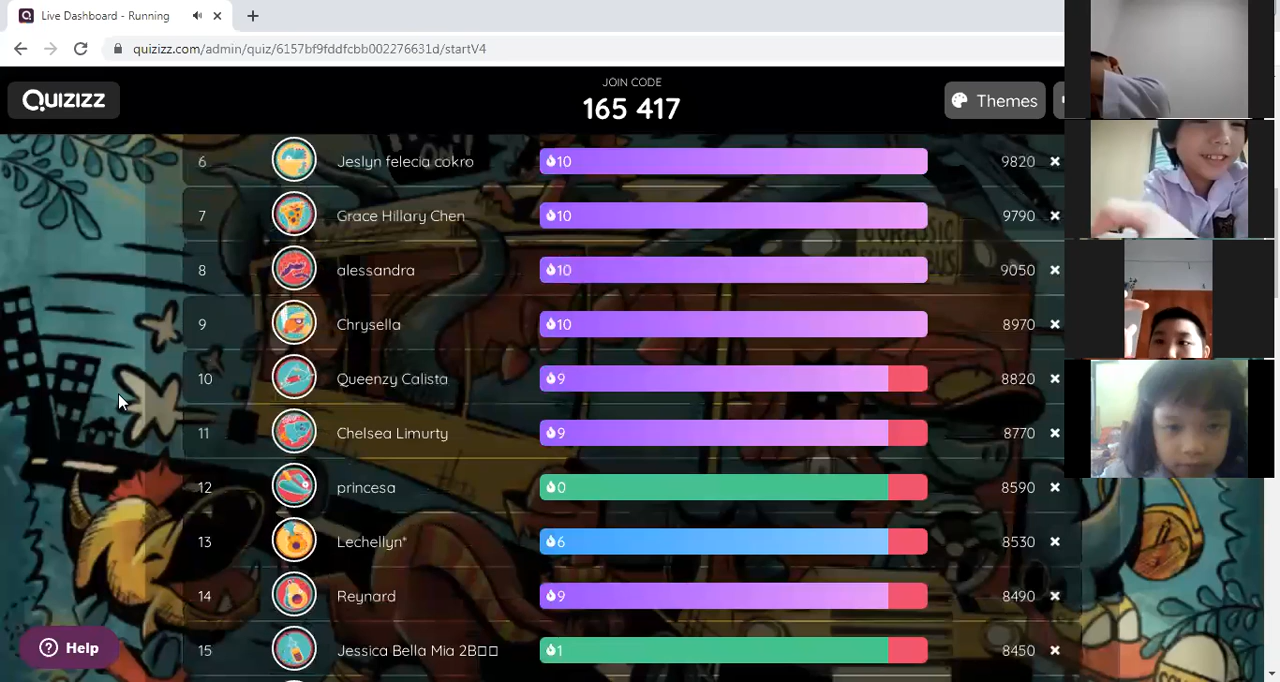 Live Dashboard - Running
quizizz.com/admin/quiz/6157bf9fddfcbb002276631d/startV4
Quizizz
JOIN CODE
165 417
Themes
6 Jeslyn felecia cokro 10 9820
7 Grace Hillary Chen 10 9790
8 alessandra 10 9050
9 Chrysella 10 8970
10 Queenzy Calista 9 8820
11 Chelsea Limurty 9 8770
12 princesa 0 8590
13 Lechellyn* 6 8530
14 Reynard 9 8490
15 Jessica Bella Mia 2B 1 8450
Help